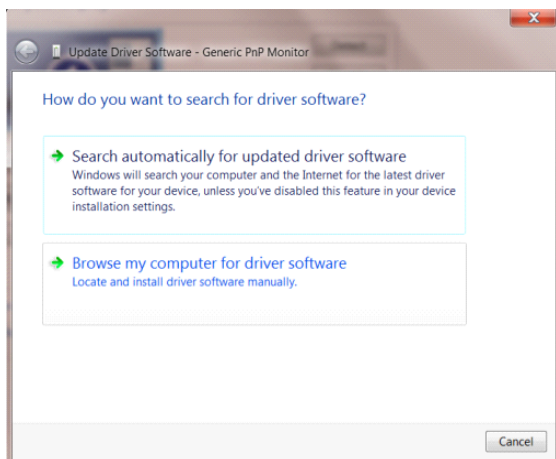 Update Driver Software - Generic PnP Monitor
How do you want to search for driver software?
Search automatically for updated driver software
Windows will search your computer and the Internet for the latest driver
software for your device, unless you've disabled this feature in your device
installation settings.
Browse my computer for driver software
Locate and install driver software manually.
Cancel